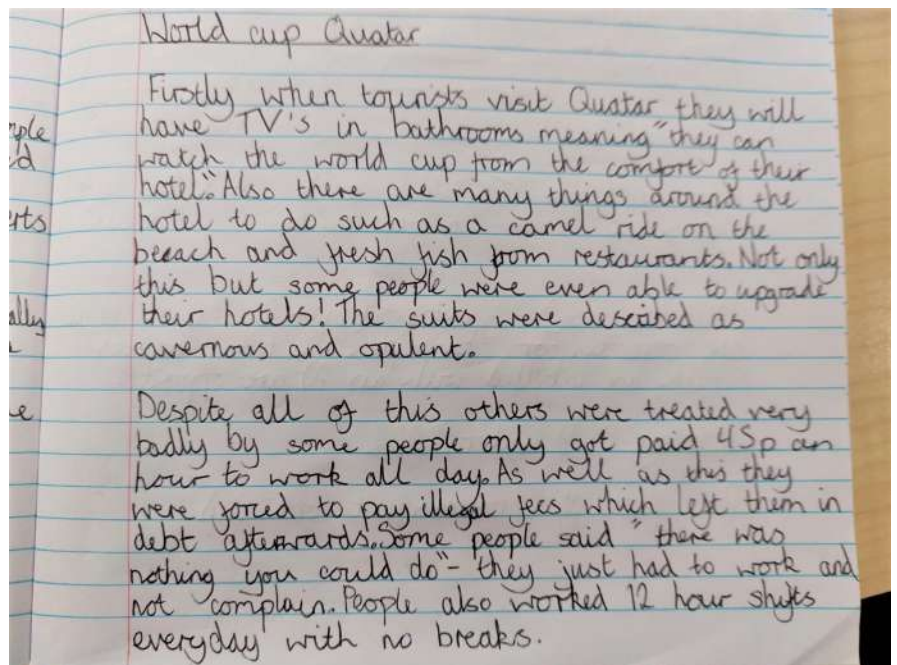 World cup Quatar
Firstly when tourists visit Quatar they will
have TV's in bathrooms meaning "they can
watch the world cup from the comfort of their
hotel". Also there are many things around the
hotel to do such as a camel ride on the
beeach and fresh fish from restaurants. Not only
this but some people were even able to upgrade
their hotels! The suits were described as
cavernous and opulent.
Despite all of this others were treated very
badly by some people only got paid 45p an
hour to work all day. As well as this they
were forced to pay illegal fees which left them in
debt afterwards. Some people said "there was
nothing you could do" - they just had to work and
not complain. People also worked 12 hour shifts
everyday with no breaks.